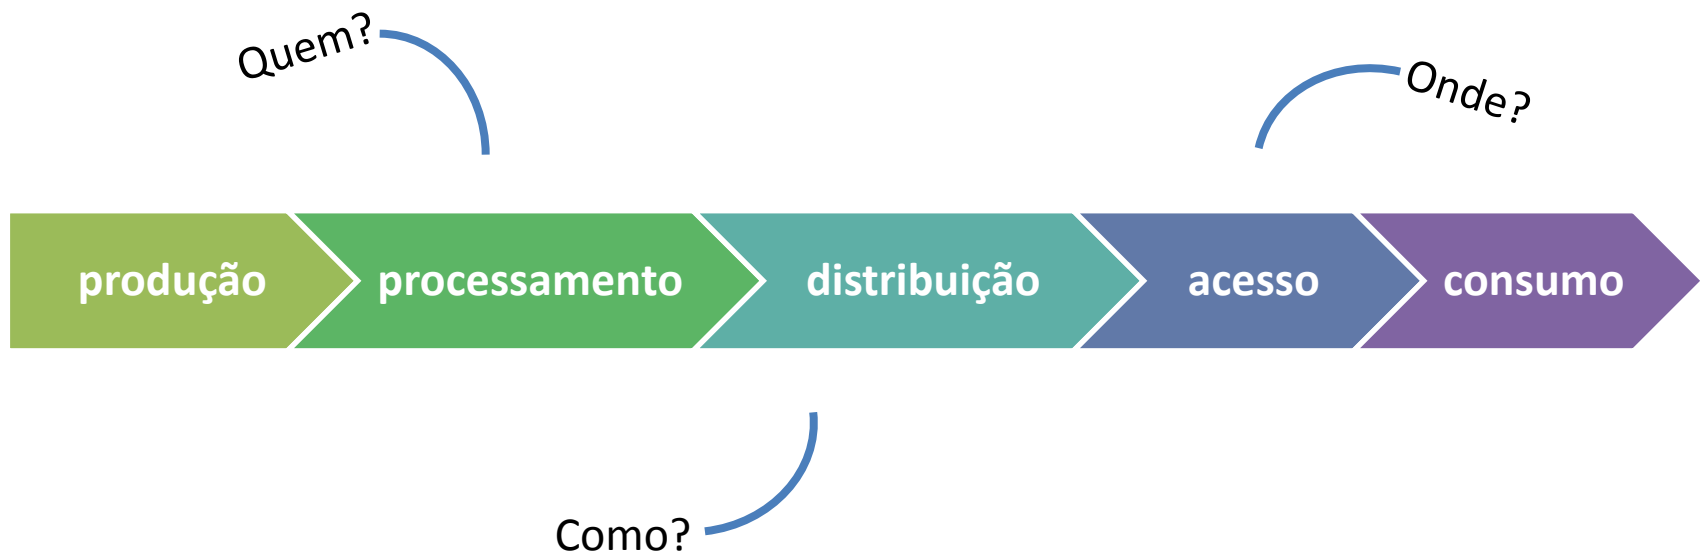 Quem?
Onde?
produção
processamento
distribuição
acesso
consumo
Como?